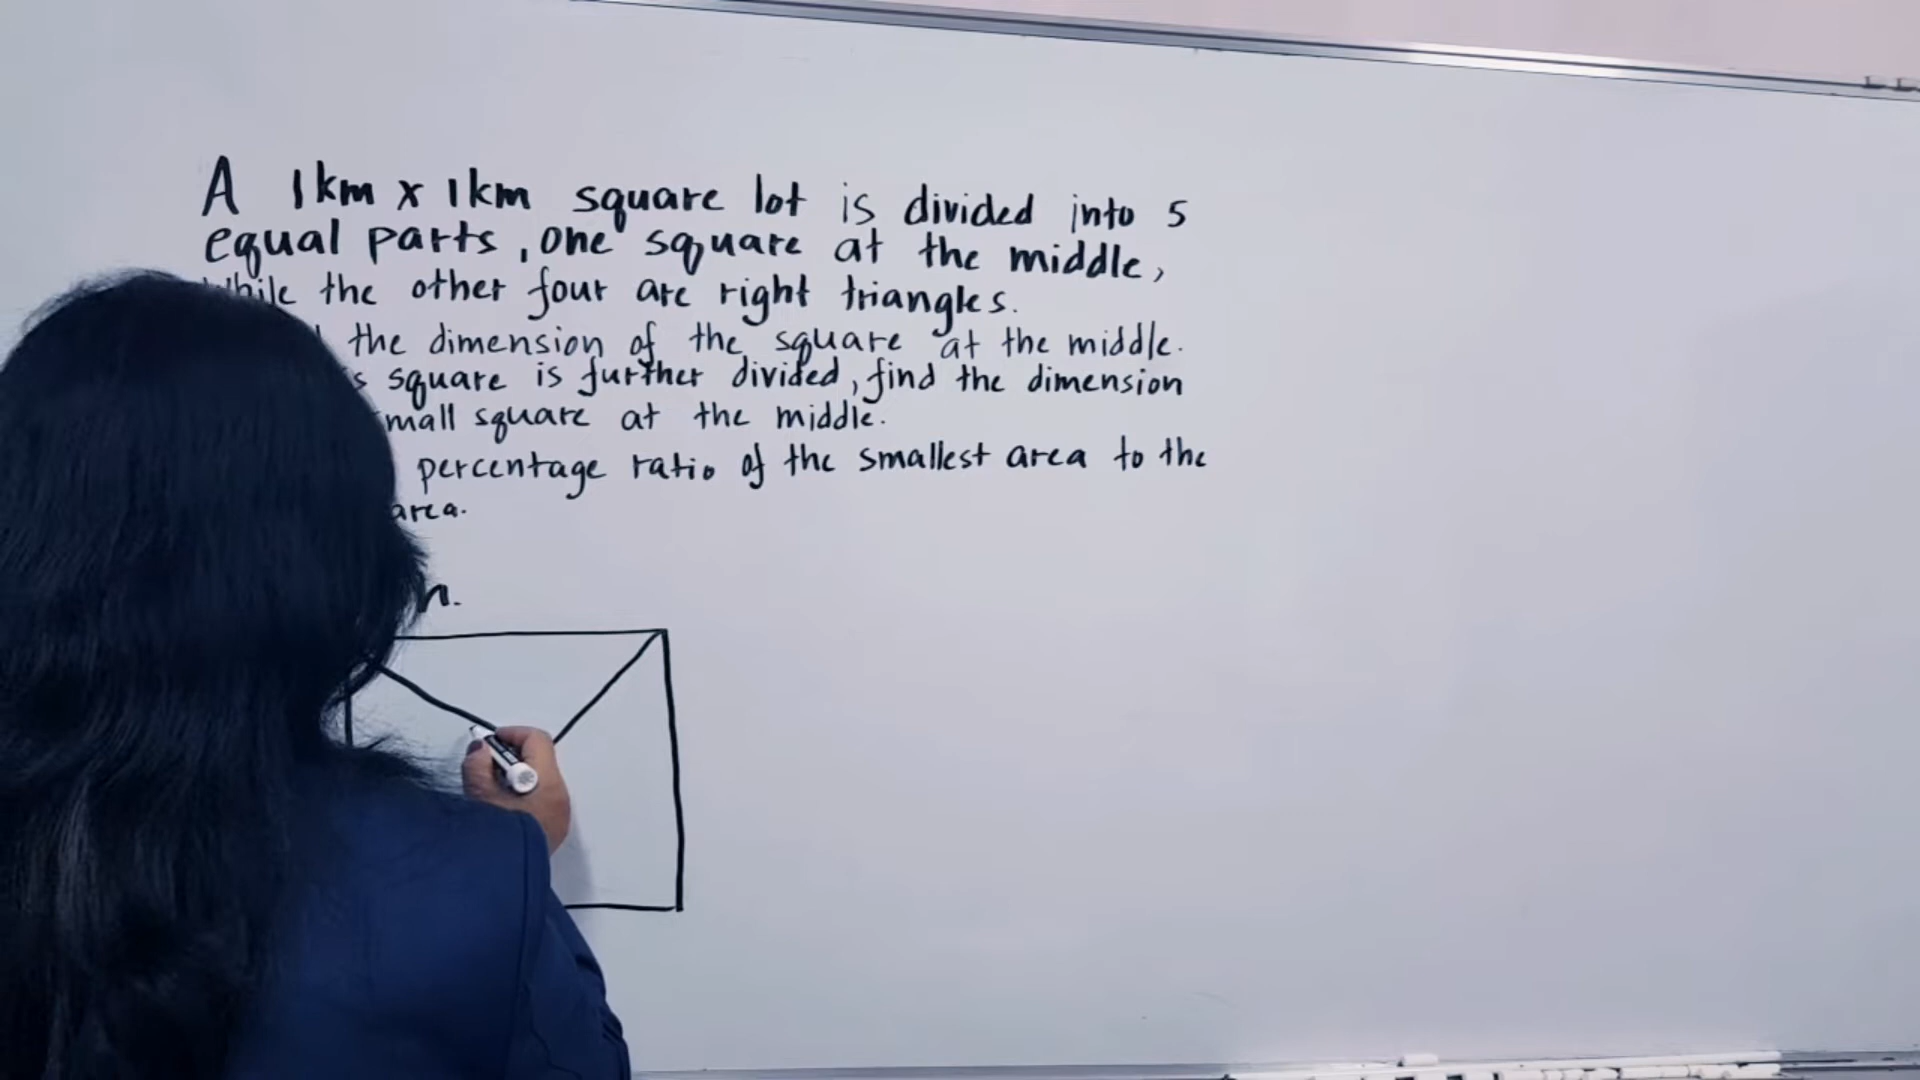 A 1km x 1km square lot is divided into 5
equal parts, one square at the middle,
While the other four are right triangles.
the dimension of the square at the middle.
square is further divided, find the dimension
mall square at the middle.
percentage ratio of the smallest area to the
area.
n.